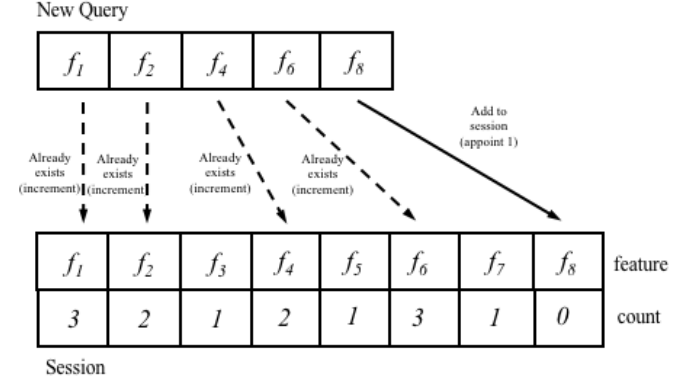 New Query
f1 f2 f4 f6 f8
Add to
session
(appoint 1)
Already
exists
(increment)
Already
exists
(increment)
Already
exists
(increment)
Already
exists
(increment)
f1 f2 f3 f4 f5 f6 f7 f8 feature
3 2 1 2 1 3 1 0 count
Session